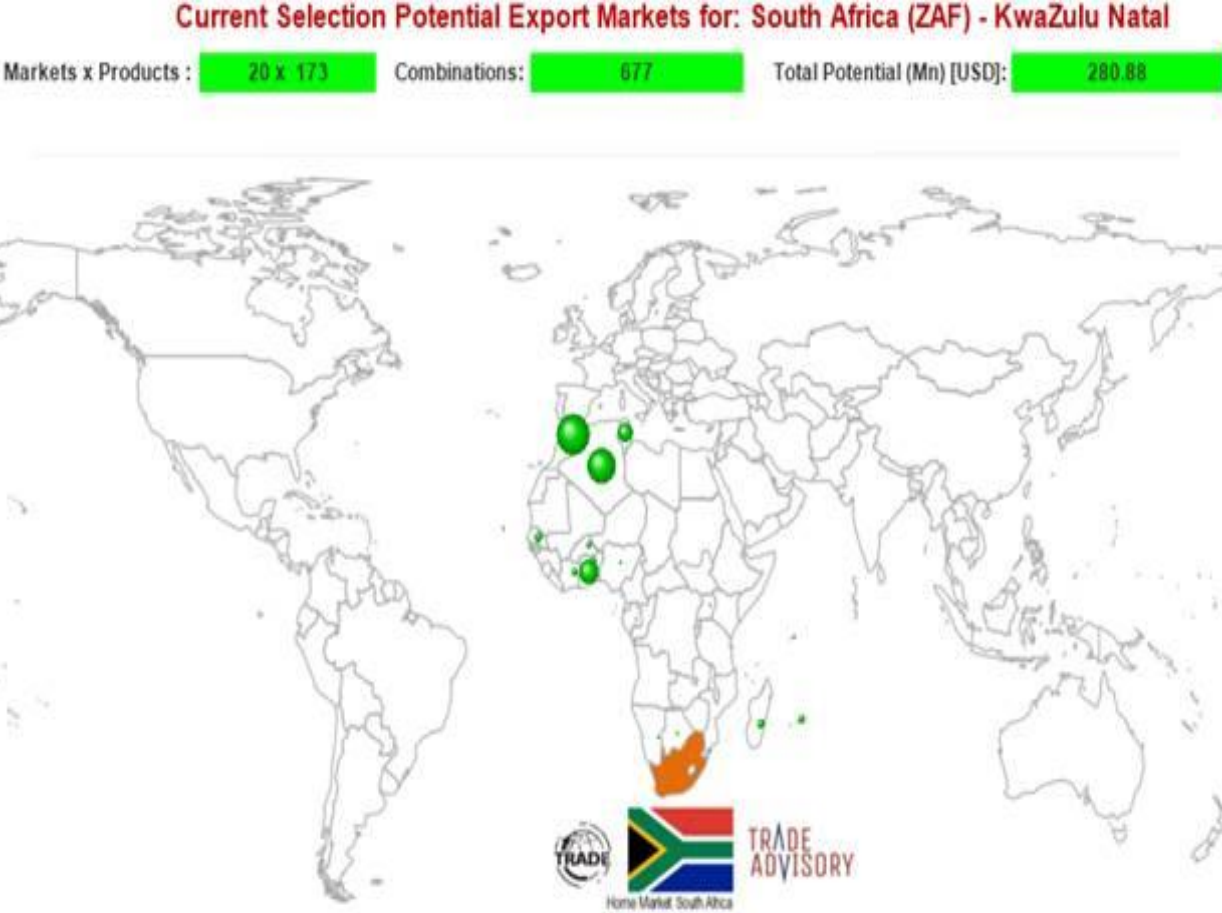 Current Selection Potential Export Markets for: South Africa (ZAF) - KwaZulu Natal
Markets x Products : 20 x 173 Combinations: 677 Total Potential (Mn) [USD]: 280.88
TRADE
TRADE
ADVISORY
Home Market South Africa